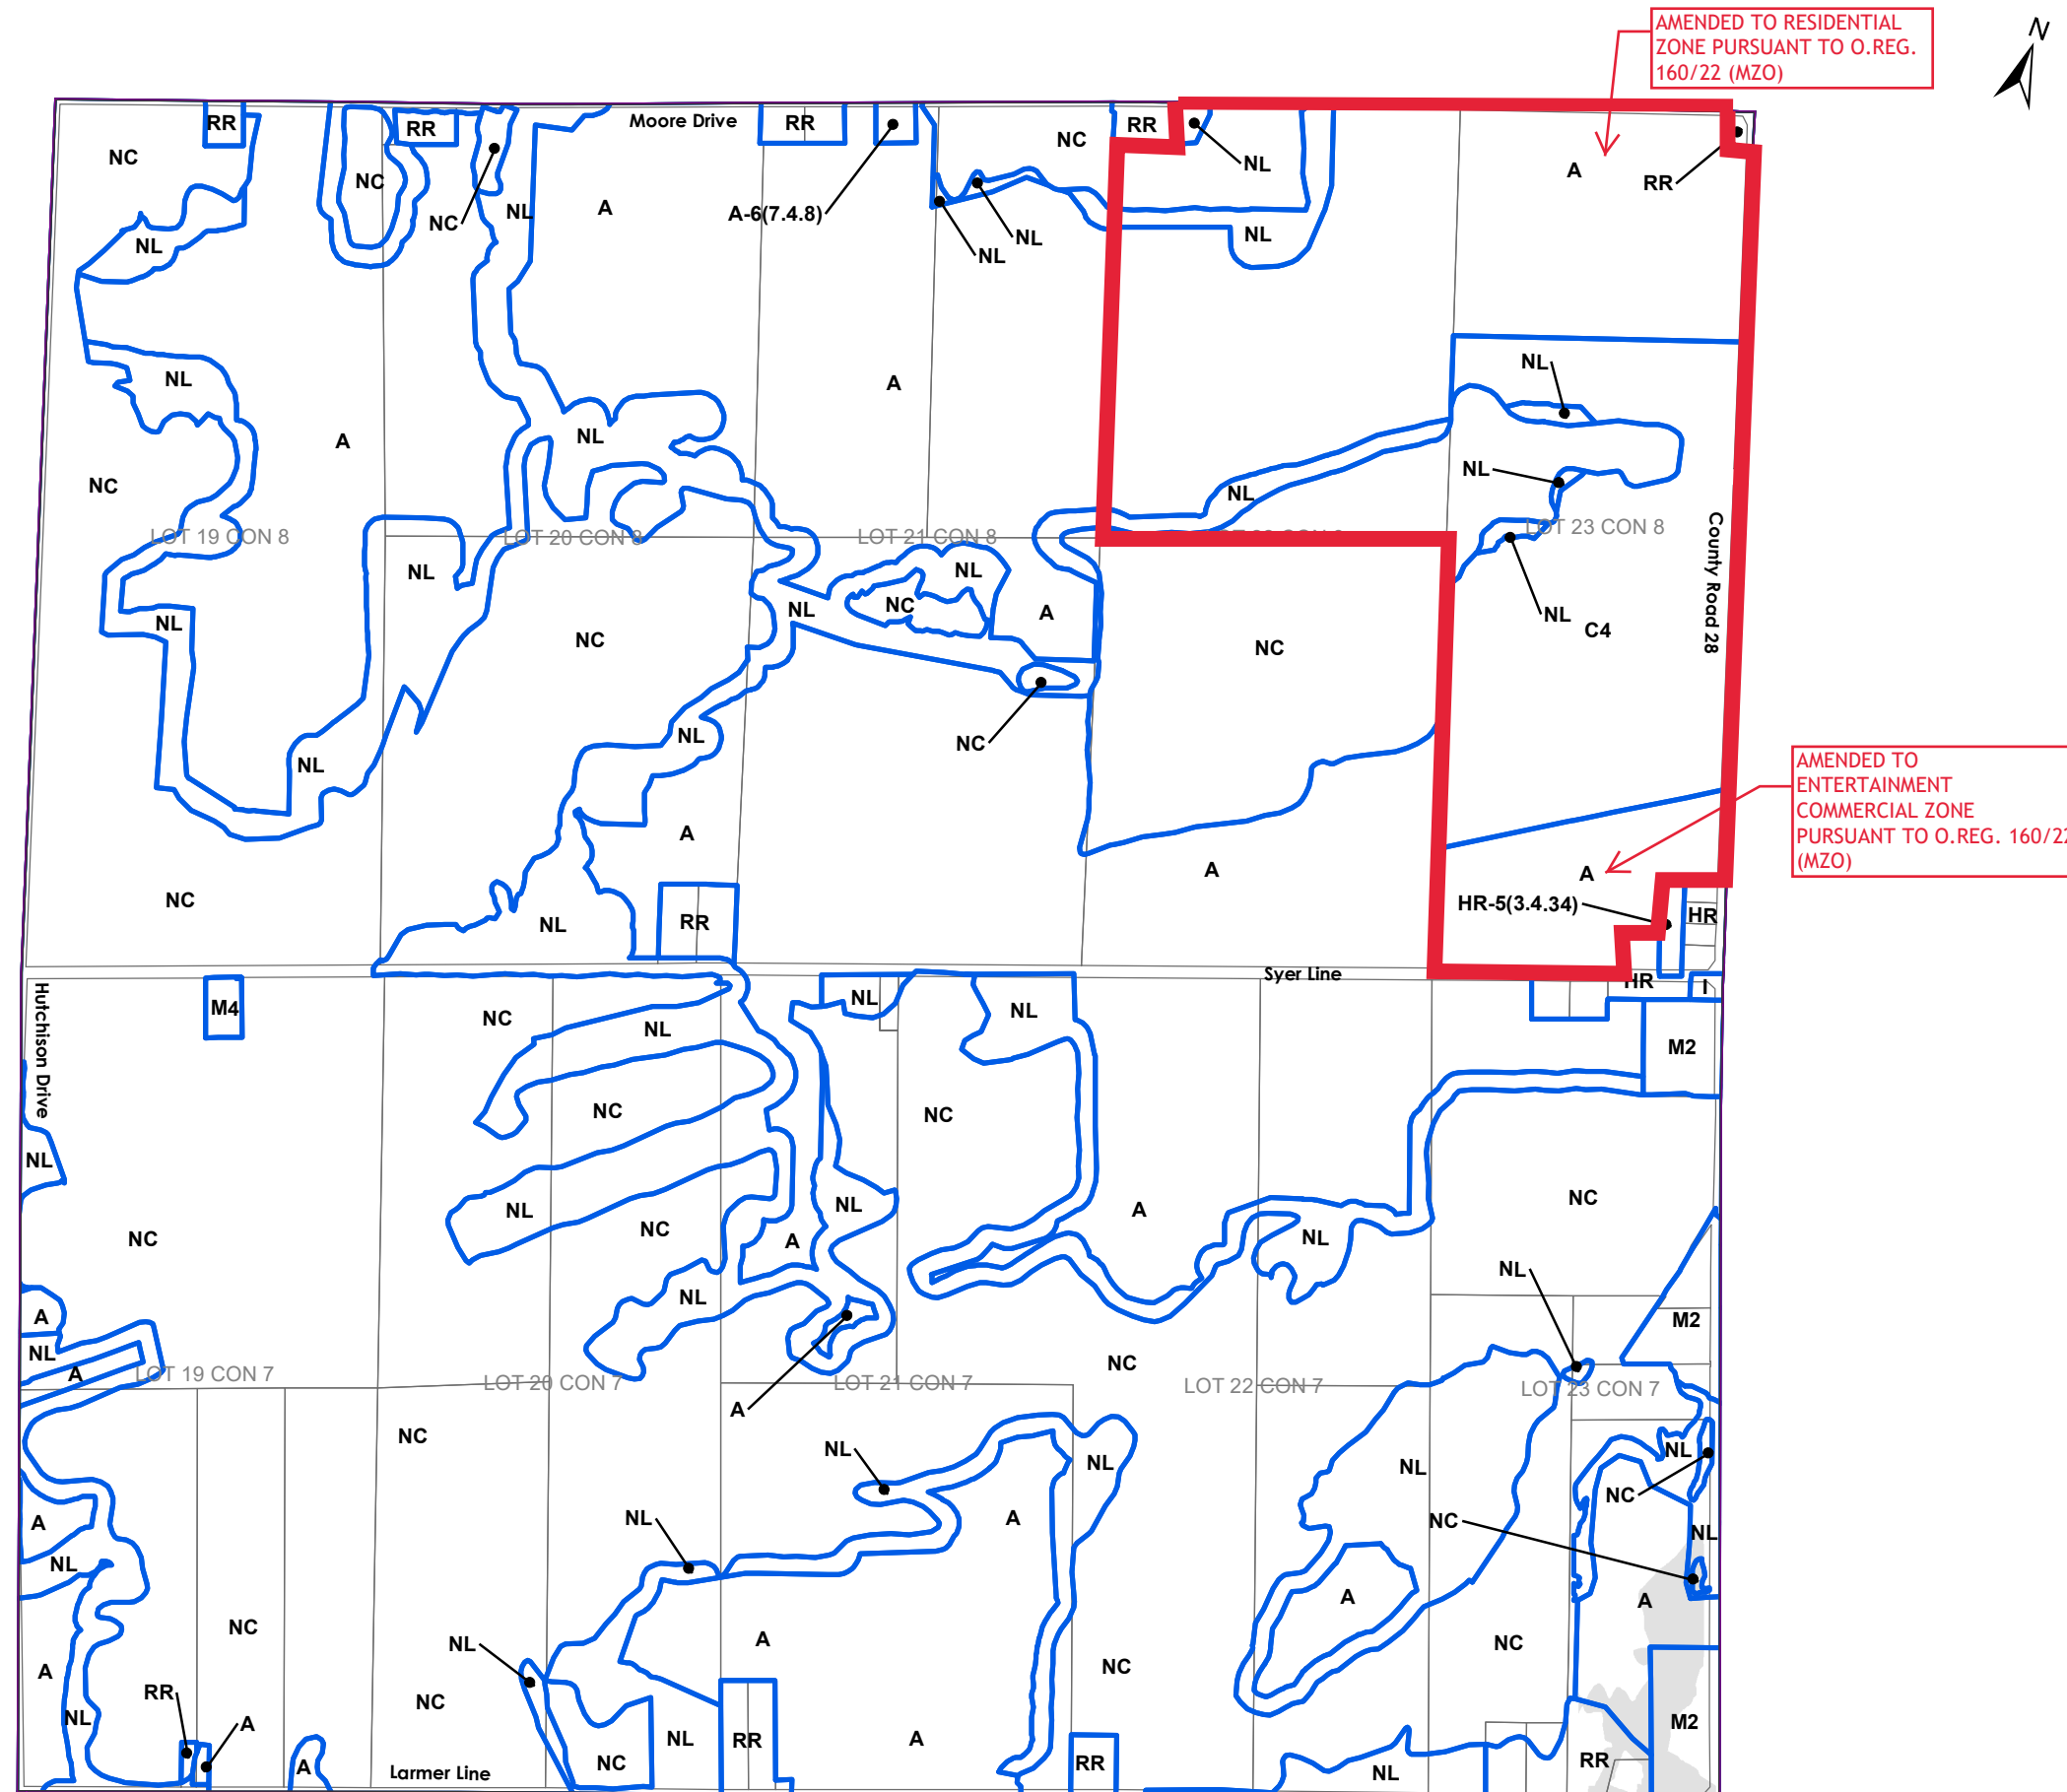 AMENDED TO RESIDENTIAL
ZONE PURSUANT TO O.REG.
160/22 (MZO)
N
RR
RR
Moore Drive
RR
NC
RR
NC
NC
NL
A
NC
RR
NC
NL
A
A-6(7.4.8)
NL
NL
NL
NL
NL
NL
A
A
NL
NC
NL
NL
NL
LOT 19 CON 8
LOT 20 CON 8
LOT 21 CON 8
LOT 23 CON 8
County Road 28
NL
NL
NC
A
NL
NL
NL
C4
NC
NC
NL
NC
NL
AMENDED TO
ENTERTAINMENT
COMMERCIAL ZONE
PURSUANT TO O.REG. 160/22
(MZO)
A
A
A
NC
HR-5(3.4.34)
HR
NL
RR
Syer Line
HR
I
Hutchison Drive
M4
NC
NL
NL
NL
M2
NC
NC
NL
NL
NL
NC
NC
A
NC
A
NL
NL
NL
A
M2
NL
A
NC
LOT 19 CON 7
LOT 20 CON 7
LOT 21 CON 7
LOT 22 CON 7
LOT 23 CON 7
A
NC
NL
NL
NL
NL
NC
A
NL
A
NC
NL
NL
A
A
NC
A
NC
NL
NC
A
RR
NC
NL
A
M2
NL
RR
A
RR
RR
A
NC
Larmer Line
NL